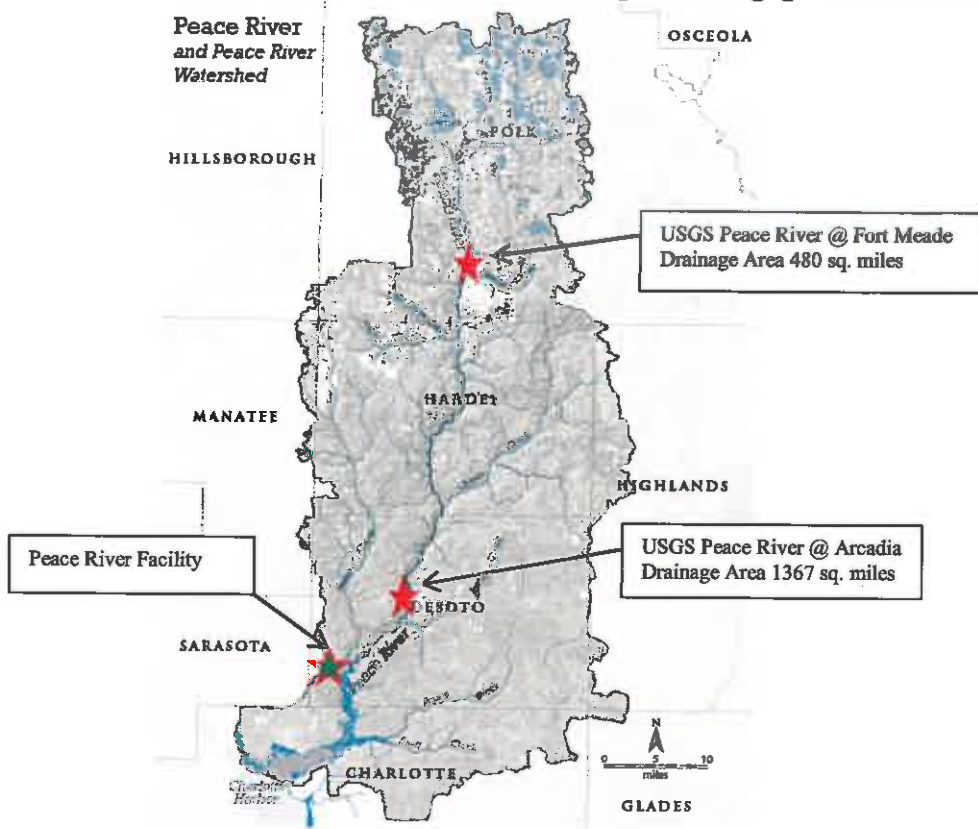 Peace River
and Peace River
Watershed
OSCEOLA
POLK
HILLSBOROUGH
USGS Peace River @ Fort Meade
Drainage Area 480 sq. miles
HARDEE
MANATEE
HIGHLANDS
Peace River Facility
USGS Peace River @ Arcadia
Drainage Area 1367 sq. miles
DESOTO
SARASOTA
Peace River
N
0 5 10
miles
CHARLOTTE
Charlotte
Harbor
GLADES